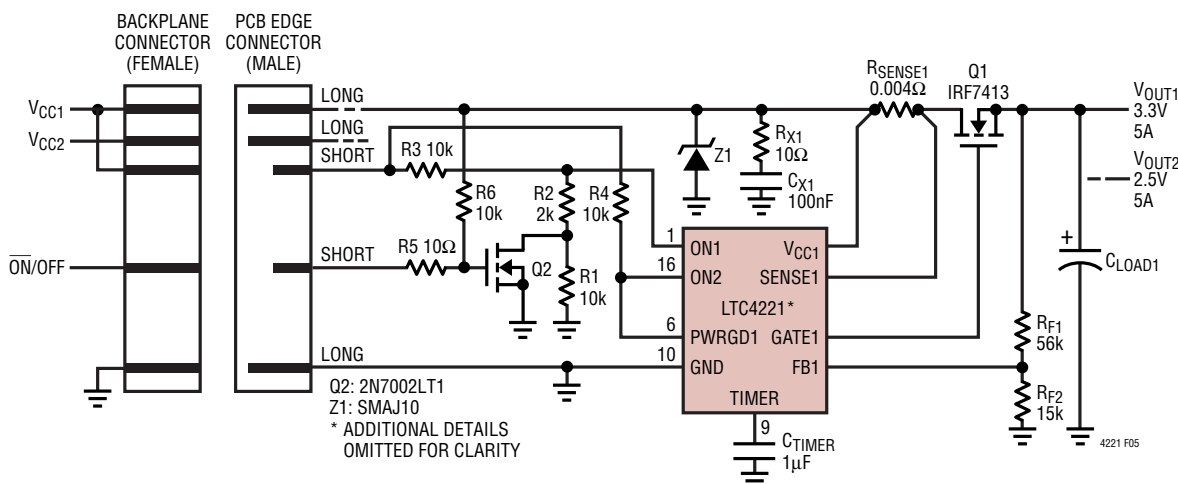 BACKPLANE
CONNECTOR
(FEMALE)
PCB EDGE
CONNECTOR
(MALE)
VCC1
VCC2
ON/OFF
LONG
LONG
SHORT
SHORT
LONG
R3 10k
R6
10k
R2
2k
R4
10k
R5 10Ω
Q2
R1
10k
Z1
RX1
10Ω
CX1
100nF
RSENSE1
0.004Ω
Q1
IRF7413
VOUT1
3.3V
5A
VOUT2
2.5V
5A
1
ON1
VCC1
16
ON2
SENSE1
LTC4221*
6
PWRGD1
GATE1
10
GND
FB1
TIMER
9
CTIMER
1μF
+
CLOAD1
RF1
56k
RF2
15k
Q2: 2N7002LT1
Z1: SMAJ10
* ADDITIONAL DETAILS
OMITTED FOR CLARITY
4221 F05